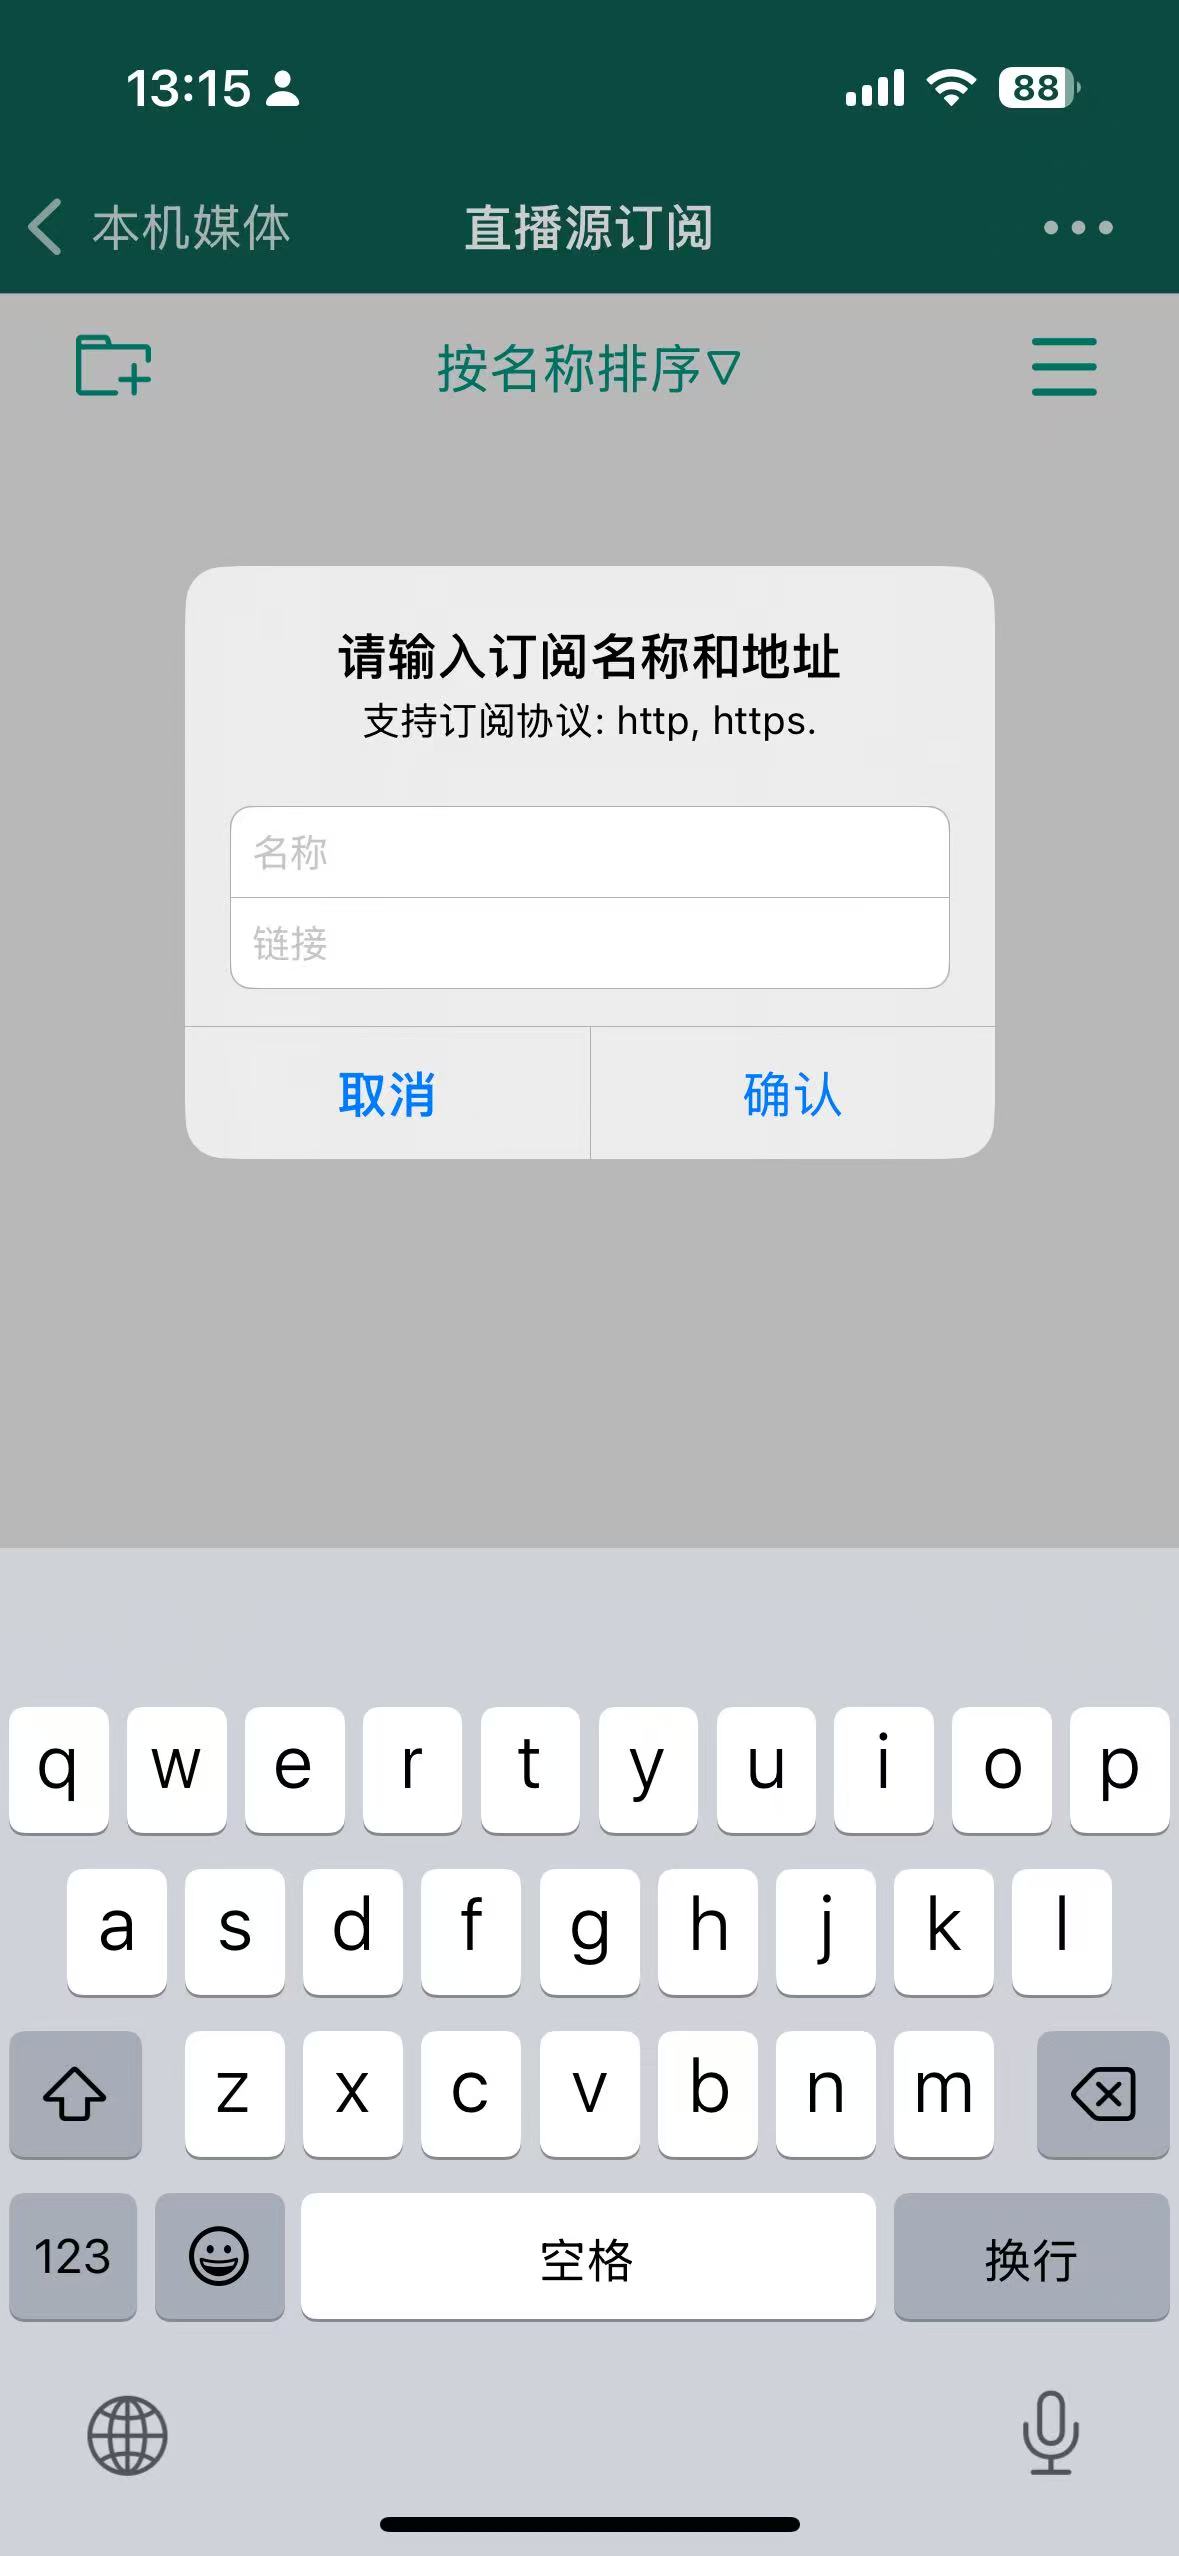 13:15
88
本机媒体
直播源订阅
按名称排序▽
请输入订阅名称和地址
支持订阅协议: http, https.
名称
链接
取消
确认
q w e r t y u i o p
a s d f g h j k l
z x c v b n m
123
空格
换行